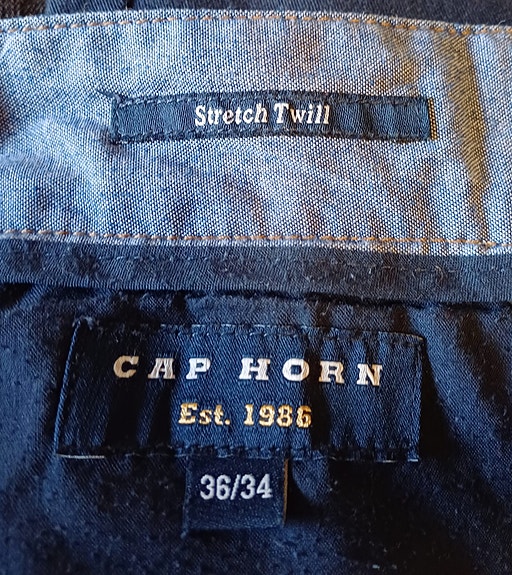 Stretch Twill
CAP HORN
Est. 1986
36/34